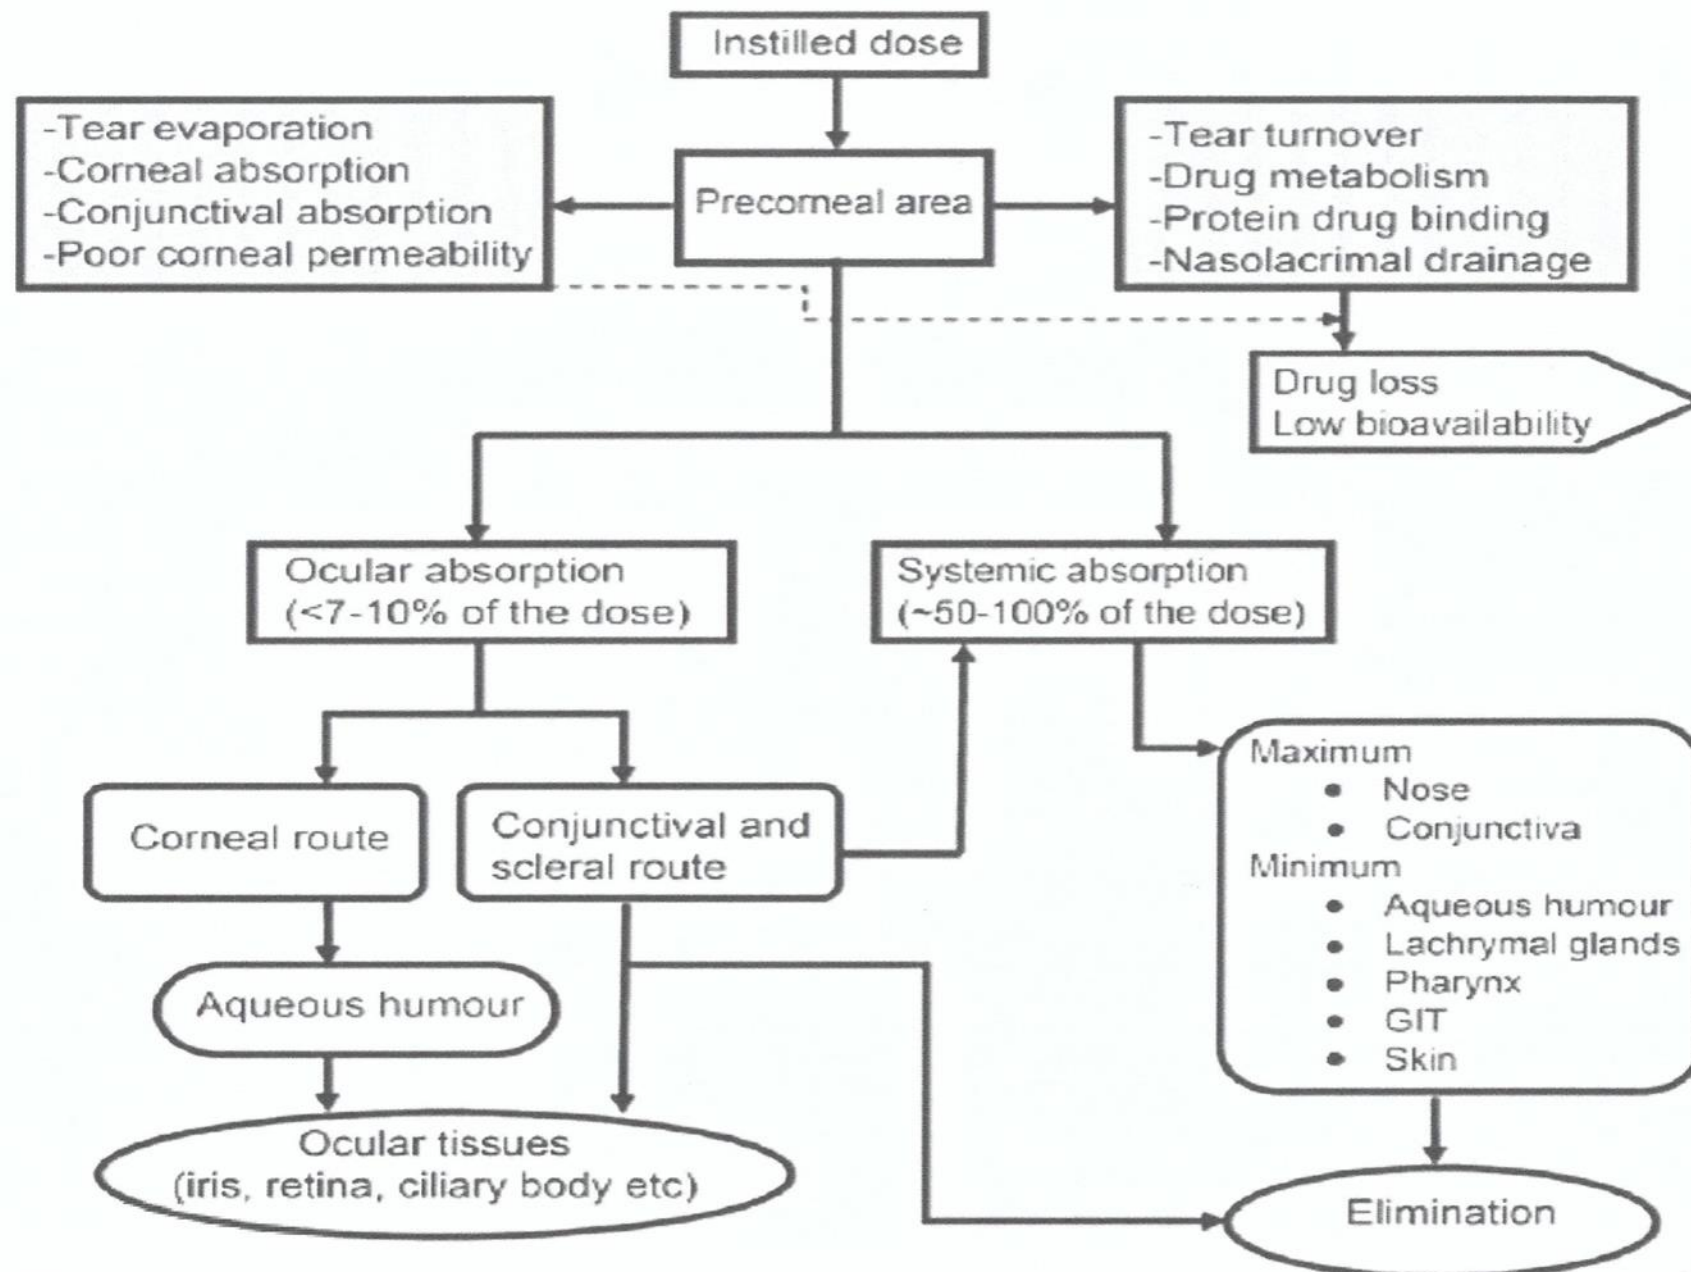 Instilled dose
-Tear evaporation
-Corneal absorption
-Conjunctival absorption
-Poor corneal permeability
Precorneal area
-Tear turnover
-Drug metabolism
-Protein drug binding
-Nasolacrimal drainage
Drug loss
Low bioavailability
Ocular absorption
(<7-10% of the dose)
Systemic absorption
(~50-100% of the dose)
Corneal route
Conjunctival and
scleral route
Maximum
• Nose
• Conjunctiva
Minimum
• Aqueous humour
• Lachrymal glands
• Pharynx
• GIT
• Skin
Aqueous humour
Ocular tissues
(iris, retina, ciliary body etc)
Elimination